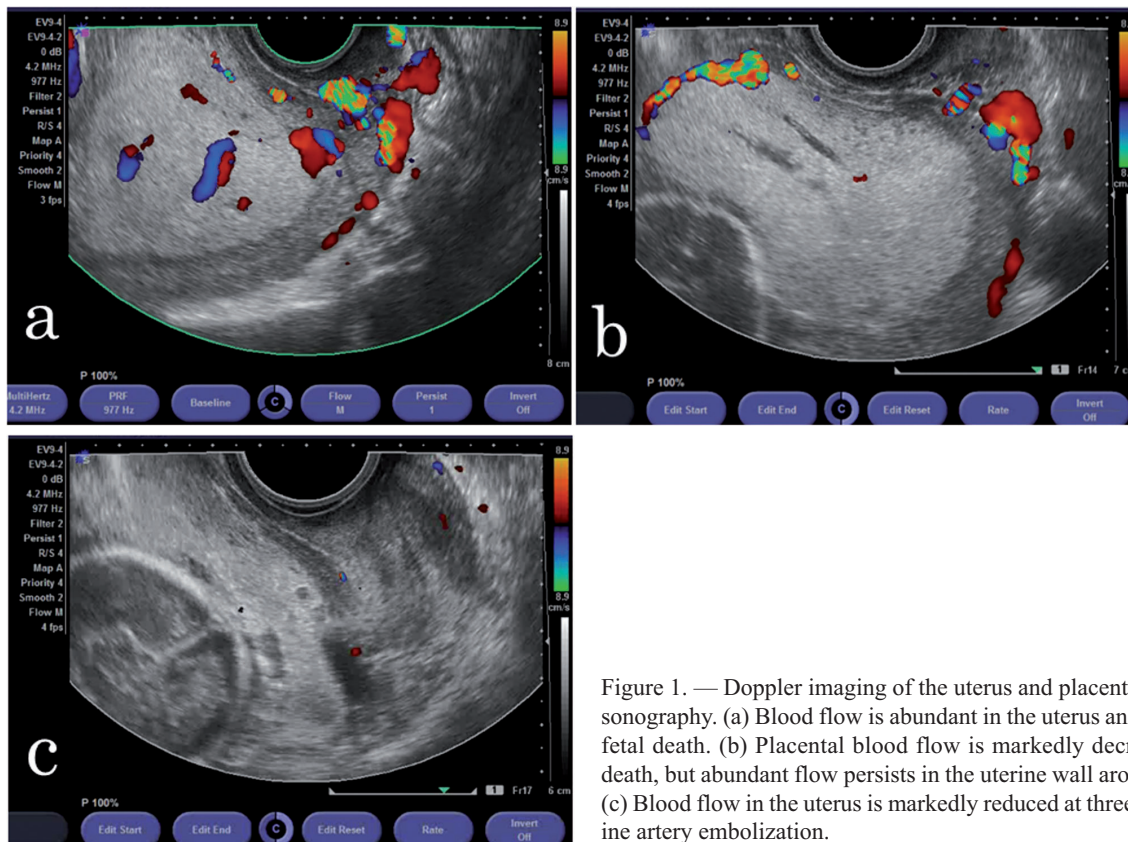 EV9-4
EV9-4-2
0 dB
4.2 MHz
977 Hz
Filter 2
Persist 1
R/S 4
Map A
Priority 4
Smooth 2
Flow M
3 fps
8.9
8.9
cm/s
8 cm
a
P 100%
MultiHertz
4.2 MHz
PRF
977 Hz
Baseline
C
Flow
M
Persist
1
Invert
Off
EV9-4
EV9-4-2
0 dB
4.2 MHz
977 Hz
Filter 2
Persist 1
R/S 4
Map A
Priority 4
Smooth 2
Flow M
4 fps
b
1 Fr14 7 c
P 100%
Edit Start
Edit End
C
Edit Reset
Rate
Invert
Off
EV9-4
EV9-4-2
0 dB
4.2 MHz
977 Hz
Filter 2
Persist 1
R/S 4
Map A
Priority 4
Smooth 2
Flow M
4 fps
8.9
8.9
cm/s
c
1 Fr17 6 cm
P 100%
Edit Start
Edit End
C
Edit Reset
Rate
Invert
Off
Figure 1. — Doppler imaging of the uterus and placent
sonography. (a) Blood flow is abundant in the uterus an
fetal death. (b) Placental blood flow is markedly decr
death, but abundant flow persists in the uterine wall aro
(c) Blood flow in the uterus is markedly reduced at three
ine artery embolization.